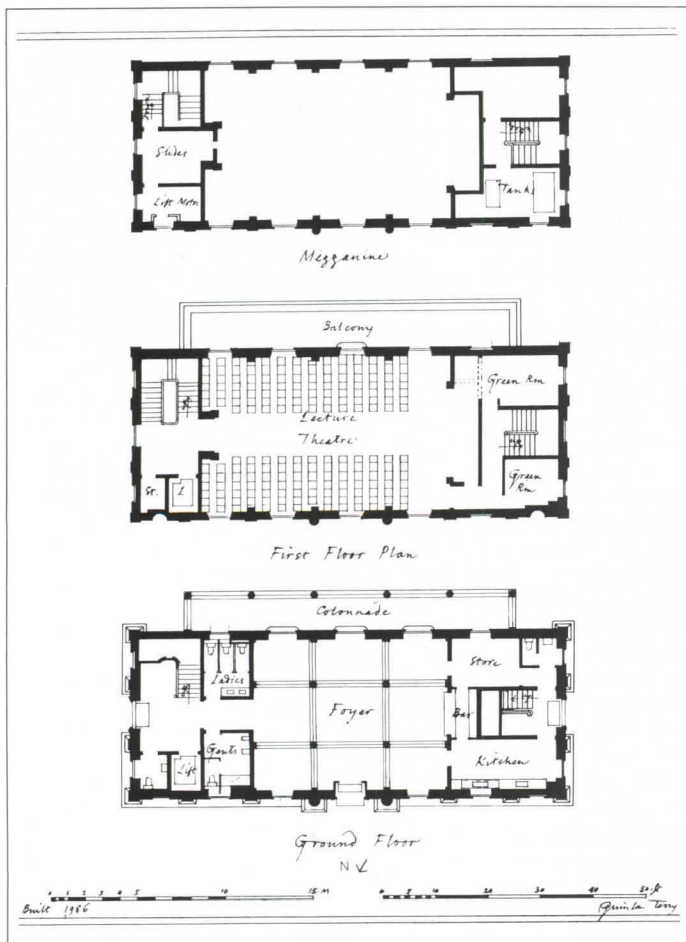 Slides
Lift Motor
Tanks
Mezzanine
Balcony
Green Rm
Lecture
Theatre
St.
L
Green
Rm
First Floor Plan
Colonnade
Ladies
Store
Foyer
Bar
up
Gents
Lift
Kitchen
Ground Floor
N
0 1 2 3 4 5 10 15 M
0 5 10 20 30 40 50 ft
Built 1986
Quinlan Terry